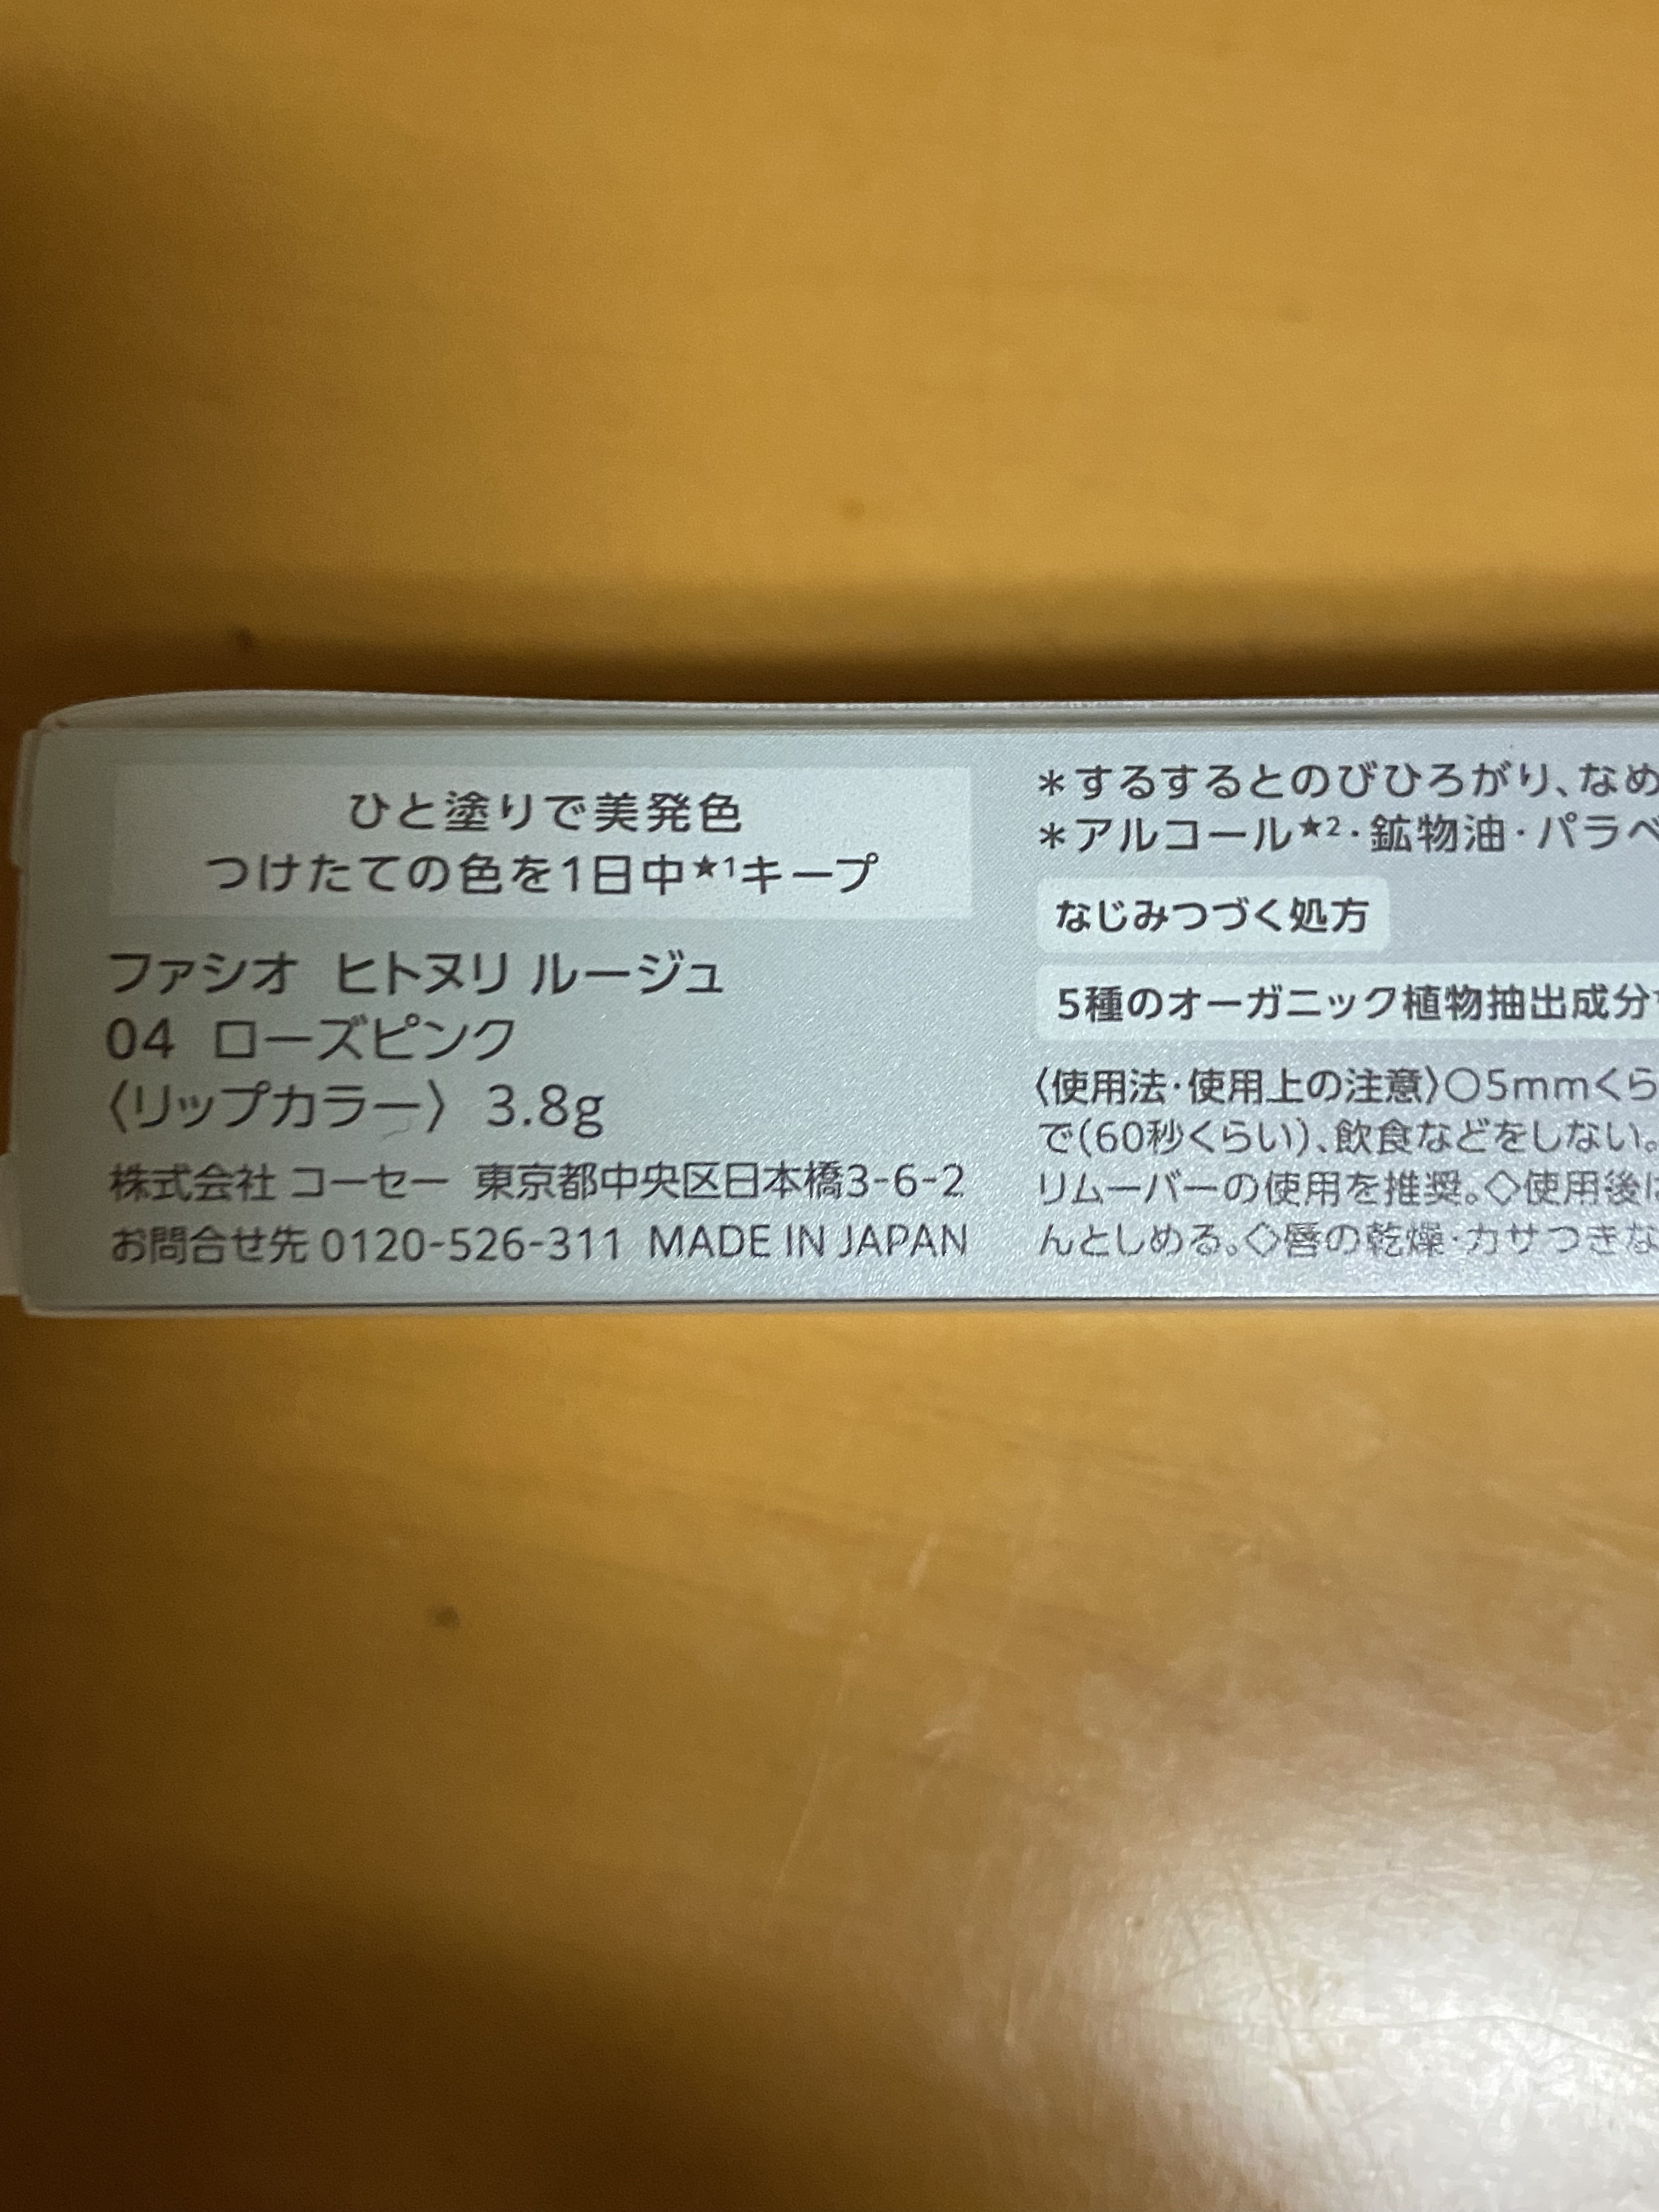 ひと塗りで美発色
つけたての色を1日中★1キープ
ファシオ ヒトヌリ ルージュ
04 ローズピンク
〈リップカラー〉 3.8g
株式会社 コーセー 東京都中央区日本橋3-6-2
お問合せ先 0120-526-311 MADE IN JAPAN
＊するするとのびひろがり、なめ
＊アルコール★2・鉱物油・パラベ
なじみつづく処方
5種のオーガニック植物抽出成分
〈使用法・使用上の注意〉○5mmくら
で(60秒くらい)、飲食などをしない。
リムーバーの使用を推奨。◇使用後は
んとしめる。◇唇の乾燥・カサつきな